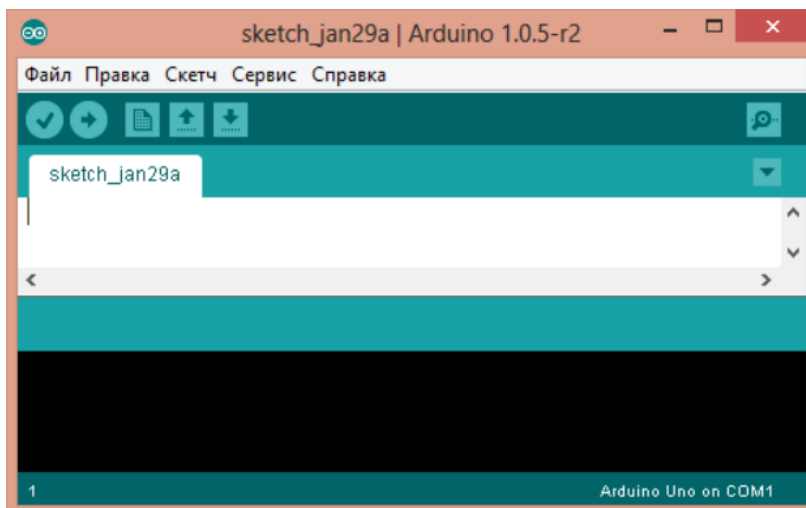 sketch_jan29a | Arduino 1.0.5-r2
Файл Правка Скетч Сервис Справка
sketch_jan29a
1
Arduino Uno on COM1